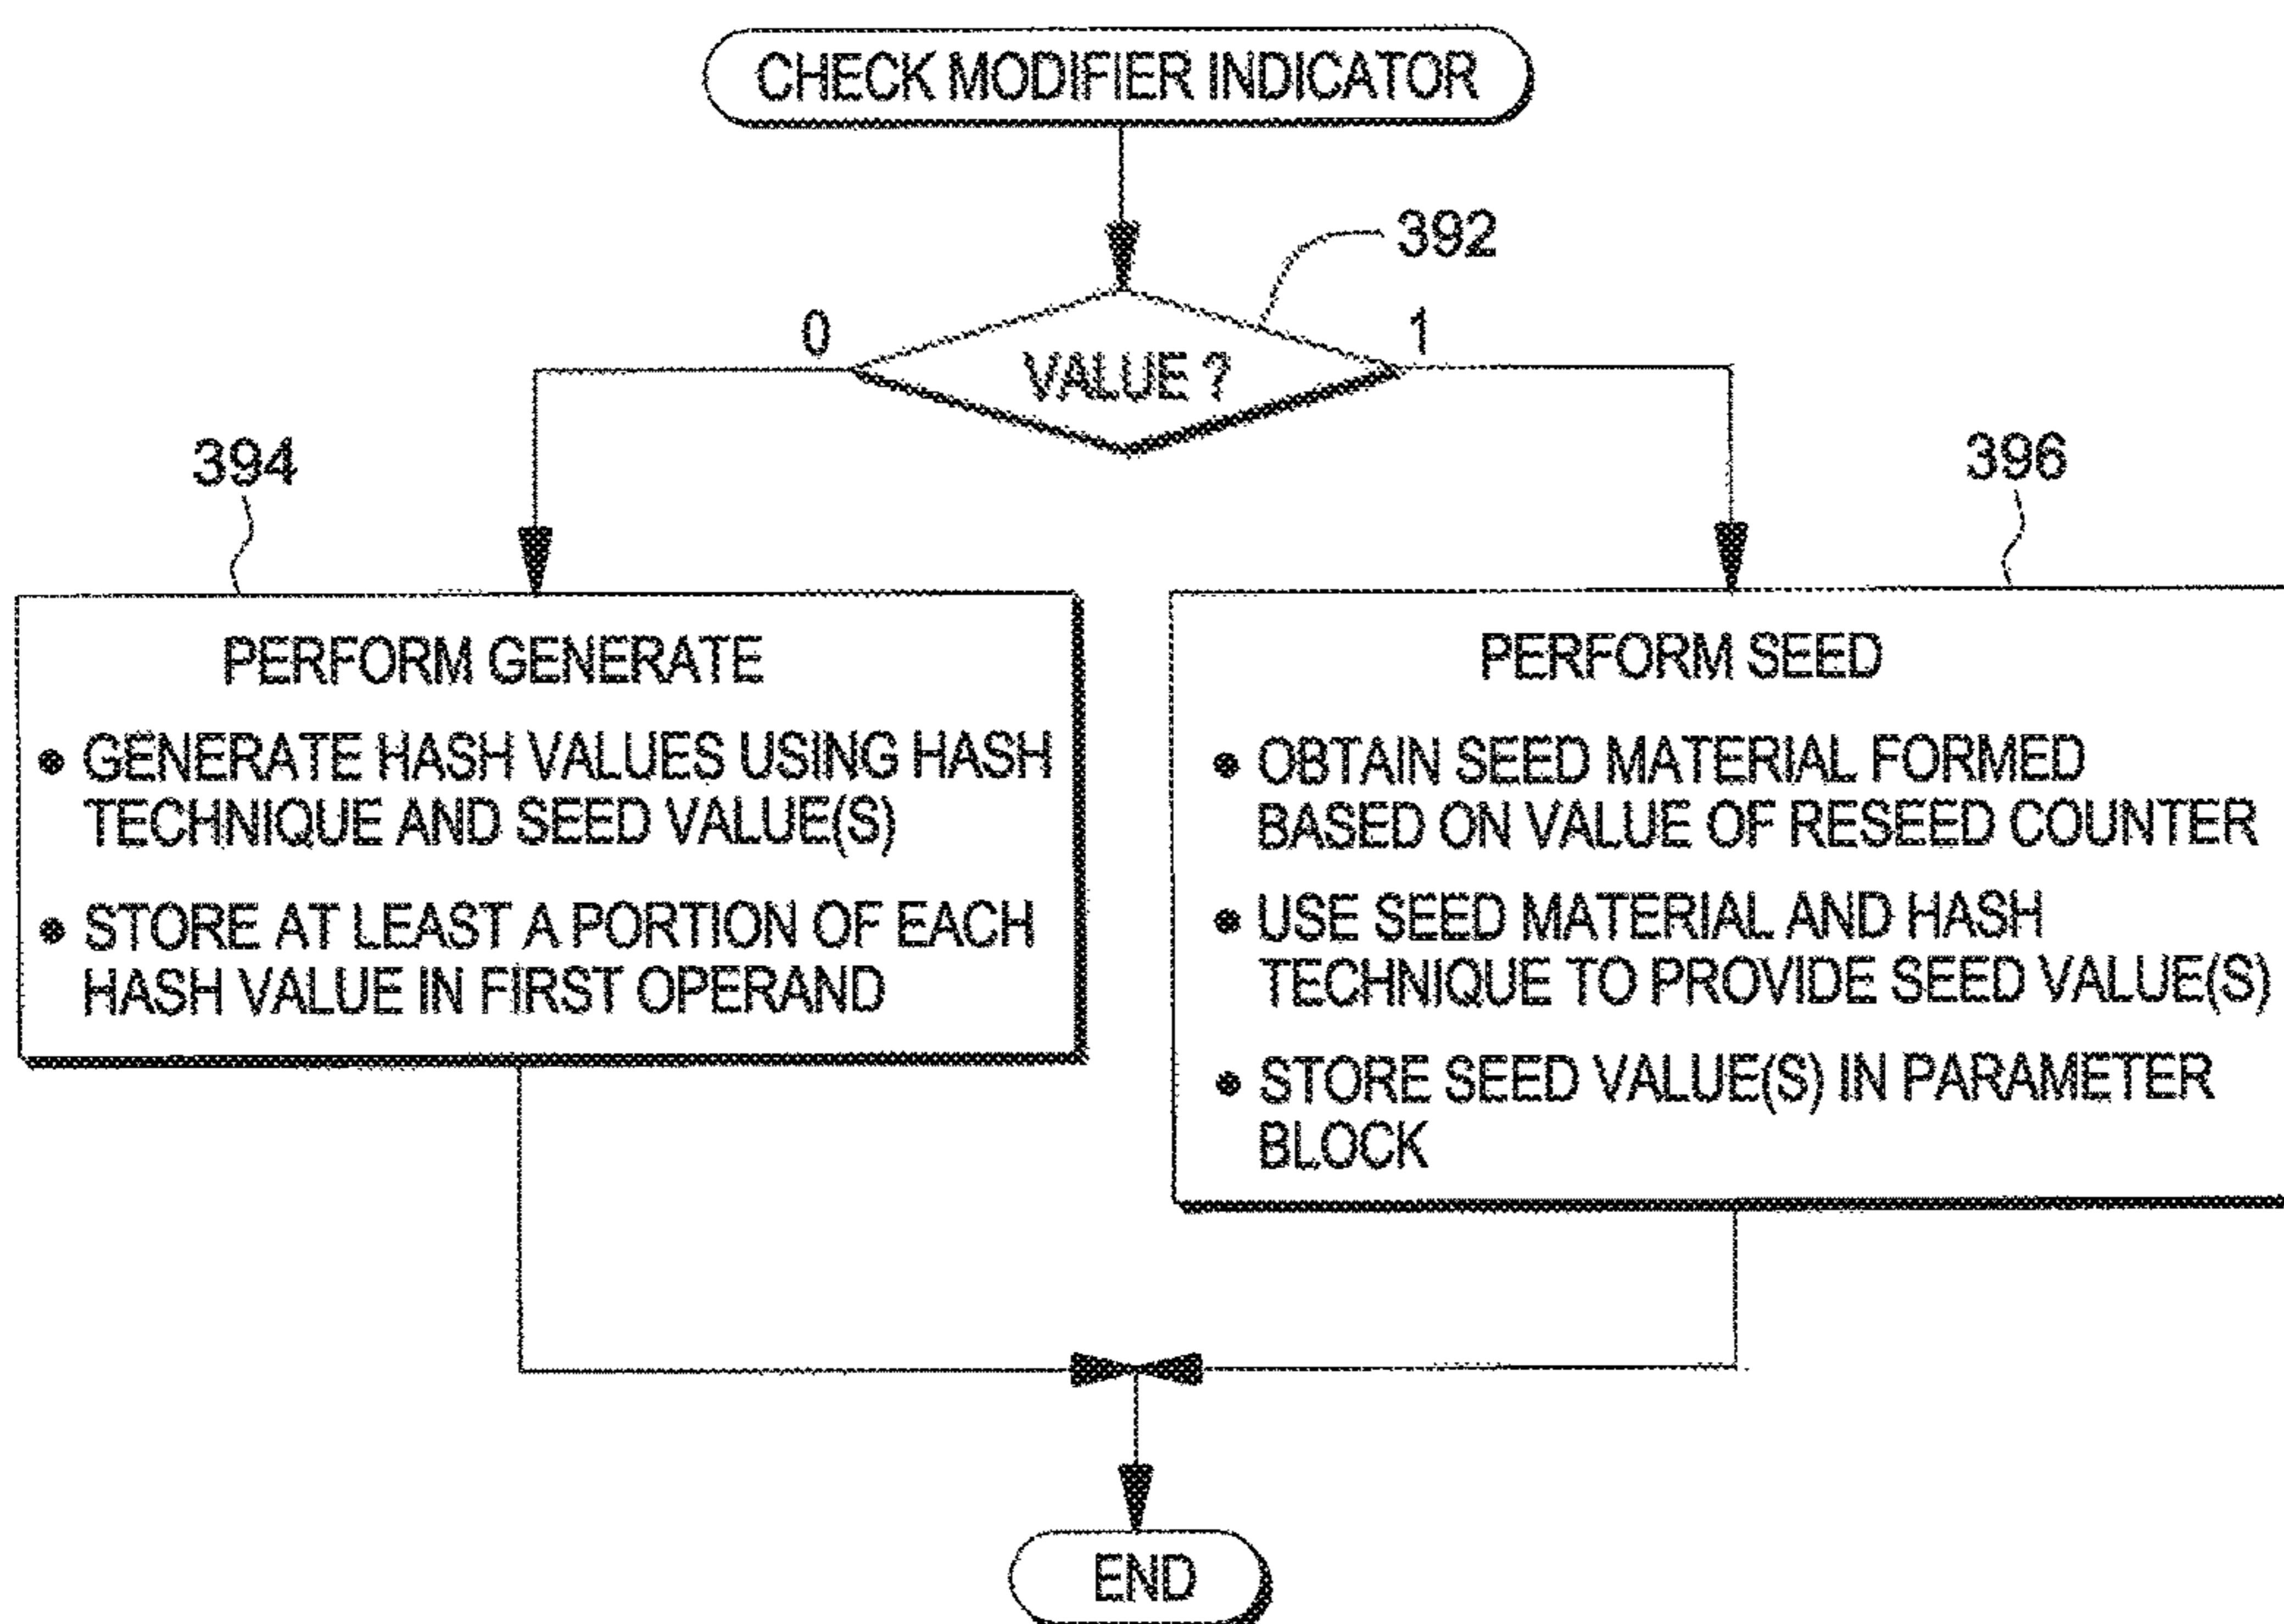 CHECK MODIFIER INDICATOR
392
0
VALUE ?
1
394
396
PERFORM GENERATE
• GENERATE HASH VALUES USING HASH
TECHNIQUE AND SEED VALUE(S)
• STORE AT LEAST A PORTION OF EACH
HASH VALUE IN FIRST OPERAND
PERFORM SEED
• OBTAIN SEED MATERIAL FORMED
BASED ON VALUE OF RESEED COUNTER
• USE SEED MATERIAL AND HASH
TECHNIQUE TO PROVIDE SEED VALUE(S)
• STORE SEED VALUE(S) IN PARAMETER
BLOCK
END